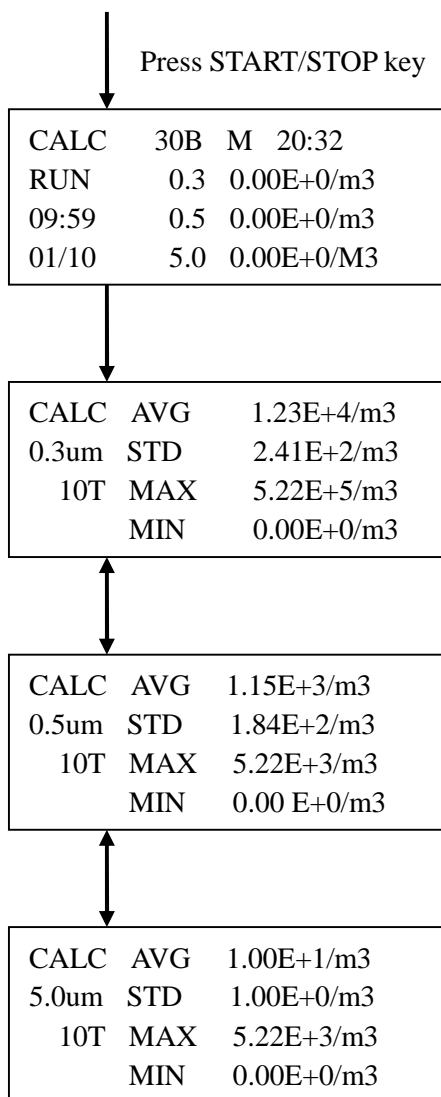 Press START/STOP key
CALC 30B M 20:32
RUN 0.3 0.00E+0/m3
09:59 0.5 0.00E+0/m3
01/10 5.0 0.00E+0/M3
CALC AVG 1.23E+4/m3
0.3um STD 2.41E+2/m3
10T MAX 5.22E+5/m3
MIN 0.00E+0/m3
CALC AVG 1.15E+3/m3
0.5um STD 1.84E+2/m3
10T MAX 5.22E+3/m3
MIN 0.00 E+0/m3
CALC AVG 1.00E+1/m3
5.0um STD 1.00E+0/m3
10T MAX 5.22E+3/m3
MIN 0.00E+0/m3